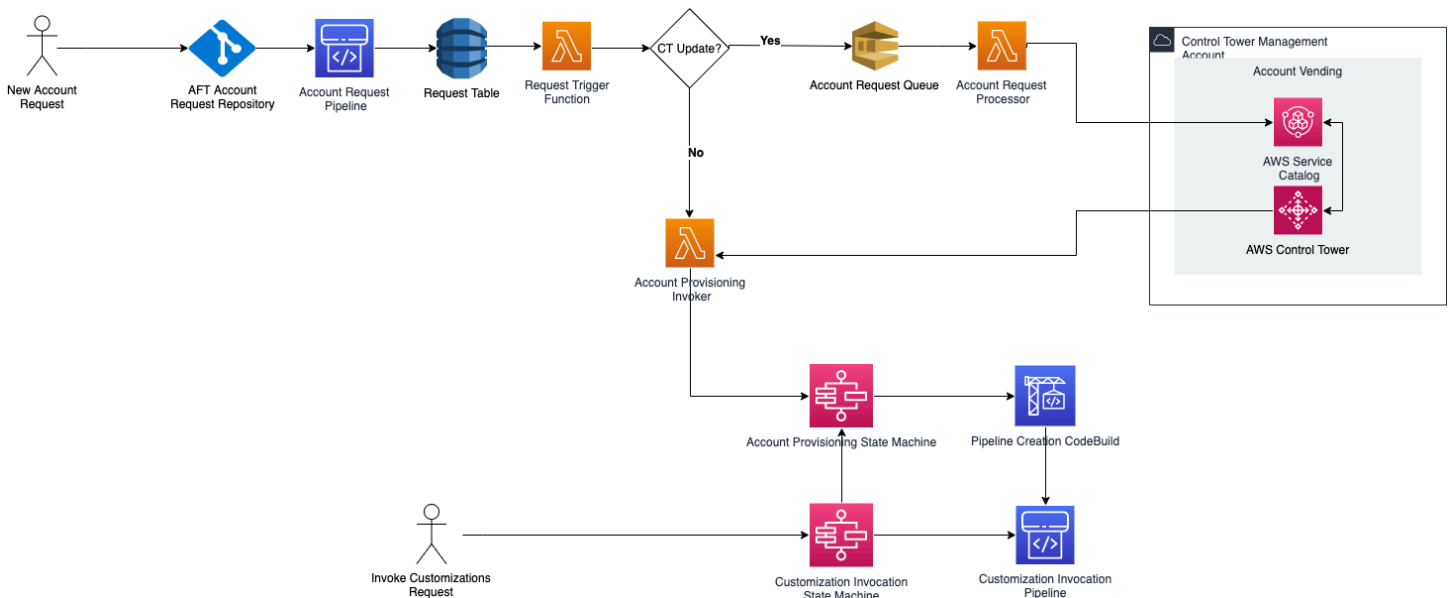 New Account
Request
AFT Account
Request Repository
Account Request
Pipeline
Request Table
Request Trigger
Function
CT Update?
Yes
Account Request Queue
Account Request
Processor
Control Tower Management
Account
Account Vending
AWS Service
Catalog
AWS Control Tower
No
Account Provisioning
Invoker
Account Provisioning State Machine
Pipeline Creation CodeBuild
Invoke Customizations
Request
Customization Invocation
State Machine
Customization Invocation
Pipeline